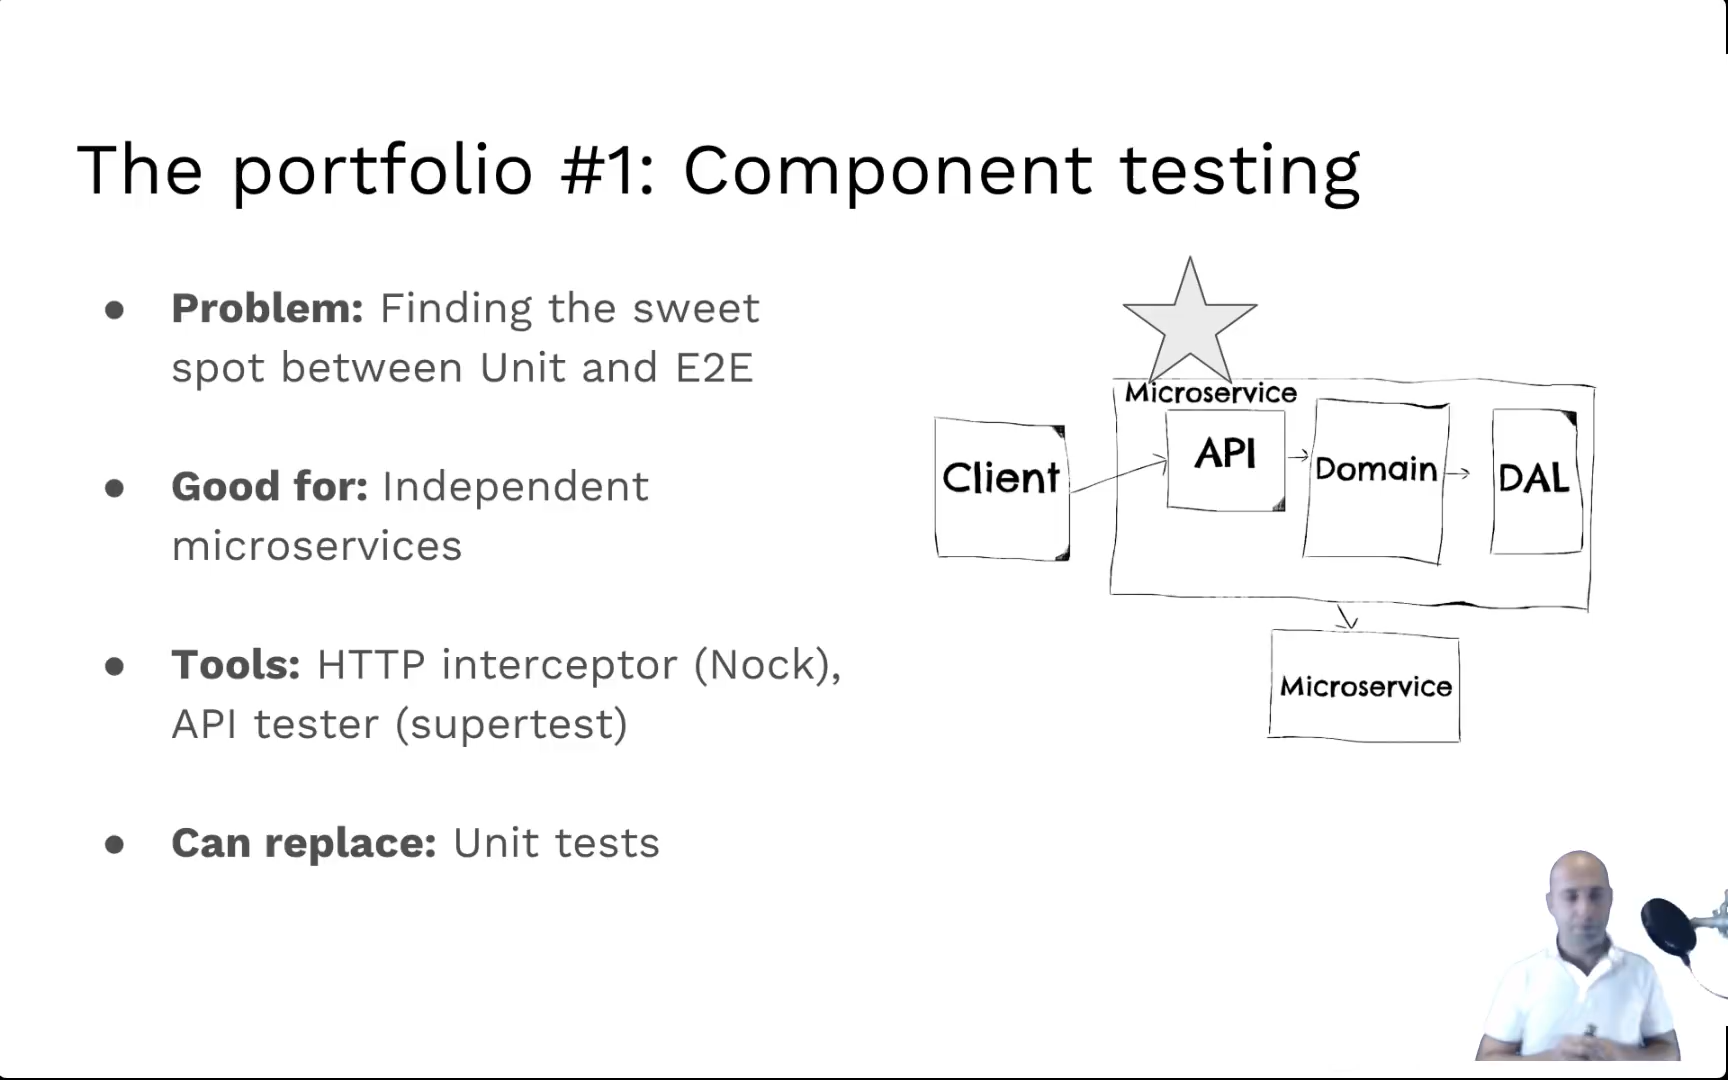 The portfolio #1: Component testing
● Problem: Finding the sweet
spot between Unit and E2E
● Good for: Independent
microservices
● Tools: HTTP interceptor (Nock),
API tester (supertest)
● Can replace: Unit tests
Microservice
Client
API
Domain
DAL
Microservice